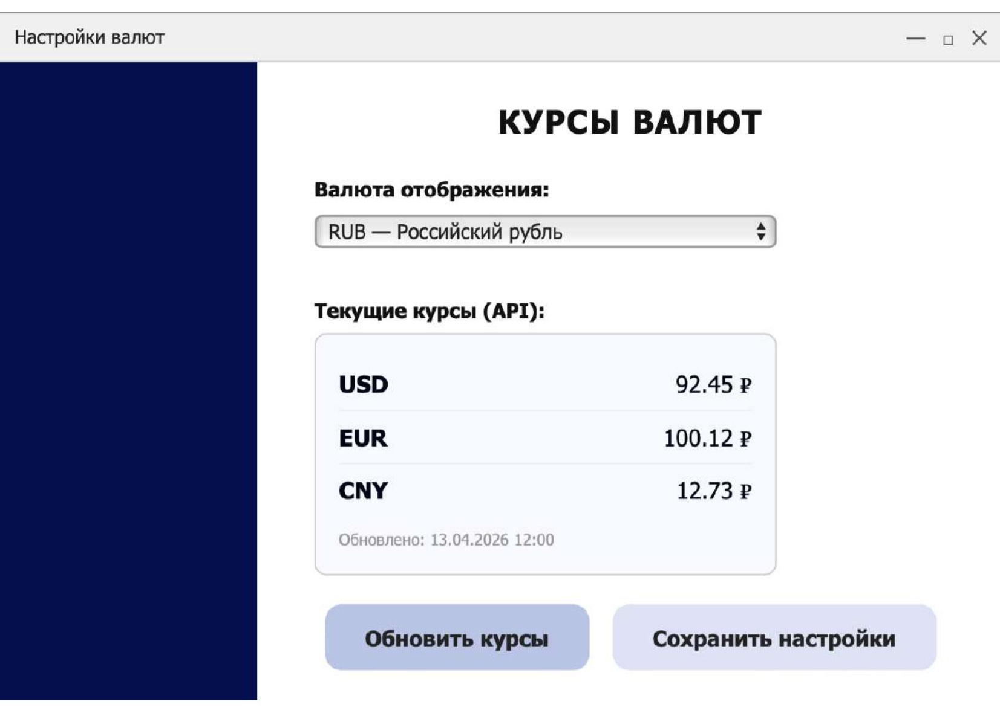 Настройки валют
КУРСЫ ВАЛЮТ
Валюта отображения:
RUB — Российский рубль
Текущие курсы (API):
USD 92.45 ₽
EUR 100.12 ₽
CNY 12.73 ₽
Обновлено: 13.04.2026 12:00
Обновить курсы Сохранить настройки